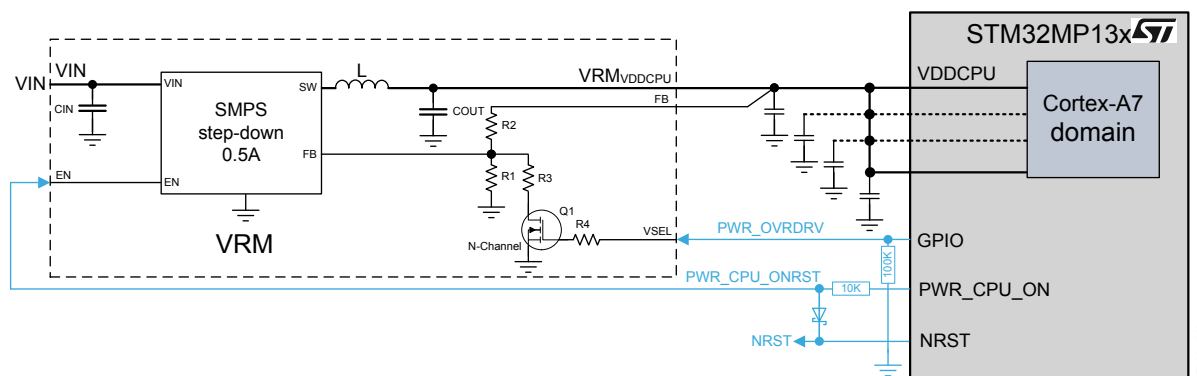 STM32MP13x
ST
VIN
VIN
L
VRMVDDCPU
VDDCPU
VIN
SW
FB
CIN
SMPS
step-down
0.5A
COUT
R2
Cortex-A7
domain
FB
R1
R3
EN
EN
Q1
R4
VSEL
PWR_OVRDRV
GPIO
VRM
N-Channel
100K
PWR_CPU_ONRST
10K
PWR_CPU_ON
NRST
NRST